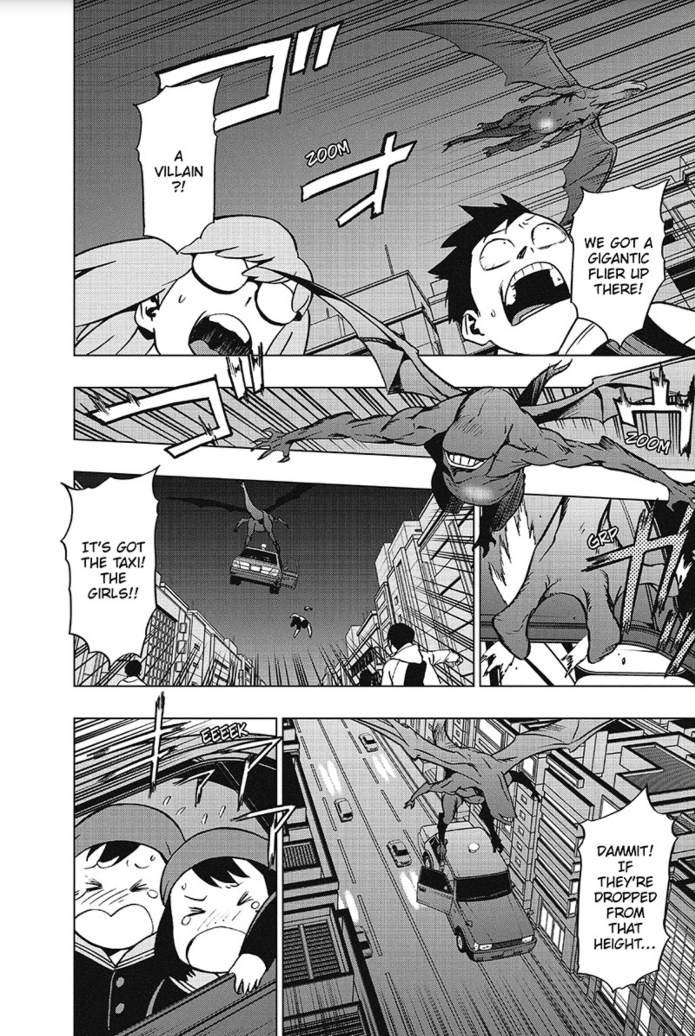 WE GOT A
GIGANTIC
FLIER UP
THERE!
ゴ
オ
ZOOM
A
VILLAIN
?!
ZOOM
GRP
IT'S GOT
THE TAXI!
THE
GIRLS!!
DAMMIT!
IF
THEY'RE
DROPPED
FROM
THAT
HEIGHT...
EEEEK